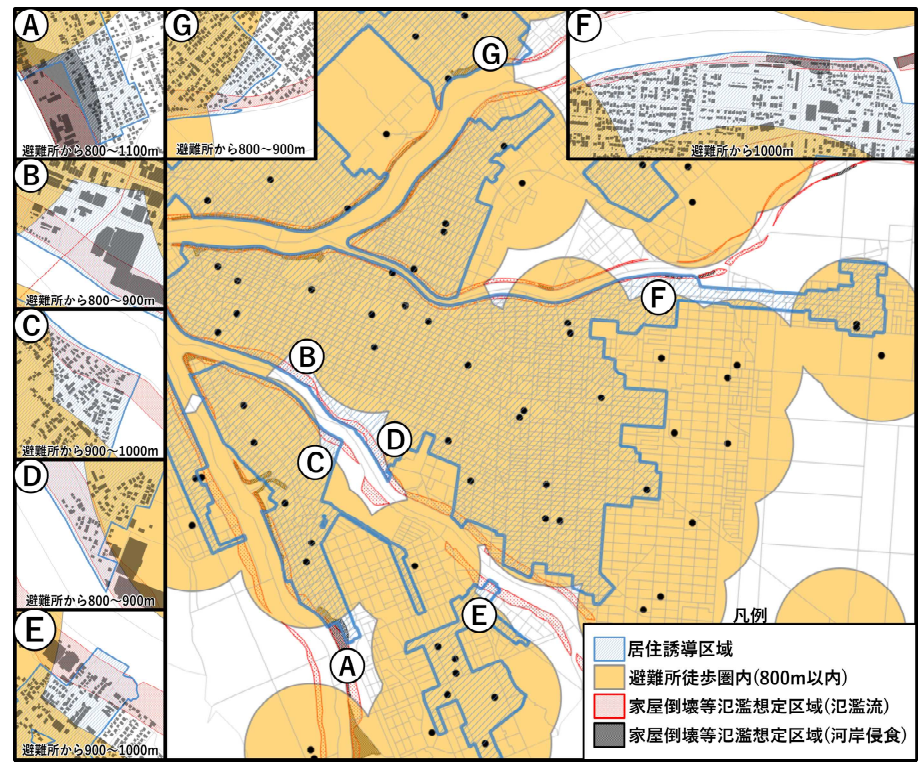 A
避難所から800～1100m
G
避難所から800～900m
F
避難所から1000m
B
避難所から800～900m
C
避難所から900～1000m
D
避難所から800～900m
E
避難所から900～1000m
G
F
B
D
C
E
A
凡例
居住誘導区域
避難所徒歩圏内(800m以内)
家屋倒壊等氾濫想定区域(氾濫流)
家屋倒壊等氾濫想定区域(河岸侵食)